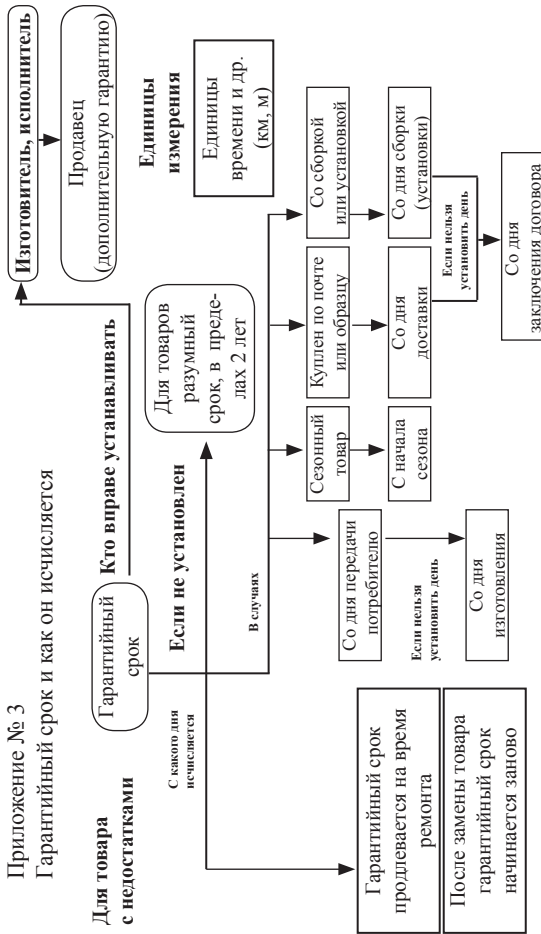 Приложение № 3
Гарантийный срок и как он исчисляется
Для товара
с недостатками
Гарантийный
срок
Кто вправе устанавливать
Изготовитель, исполнитель
Продавец
(дополнительную гарантию)
Если не установлен
Для товаров
разумный
срок, в преде-
лах 2 лет
Единицы
измерения
Единицы
времени и др.
(км, м)
С какого дня
исчисляется
В случаях
Гарантийный срок
продлевается на время
ремонта
После замены товара
гарантийный срок
начинается заново
Со дня передачи
потребителю
Если нельзя
установить день
Со дня
изготовления
Сезонный
товар
С начала
сезона
Куплен по почте
или образцу
Со дня
доставки
Со сборкой
или установкой
Со дня сборки
(установки)
Если нельзя
установить день
Со дня
заключения договора